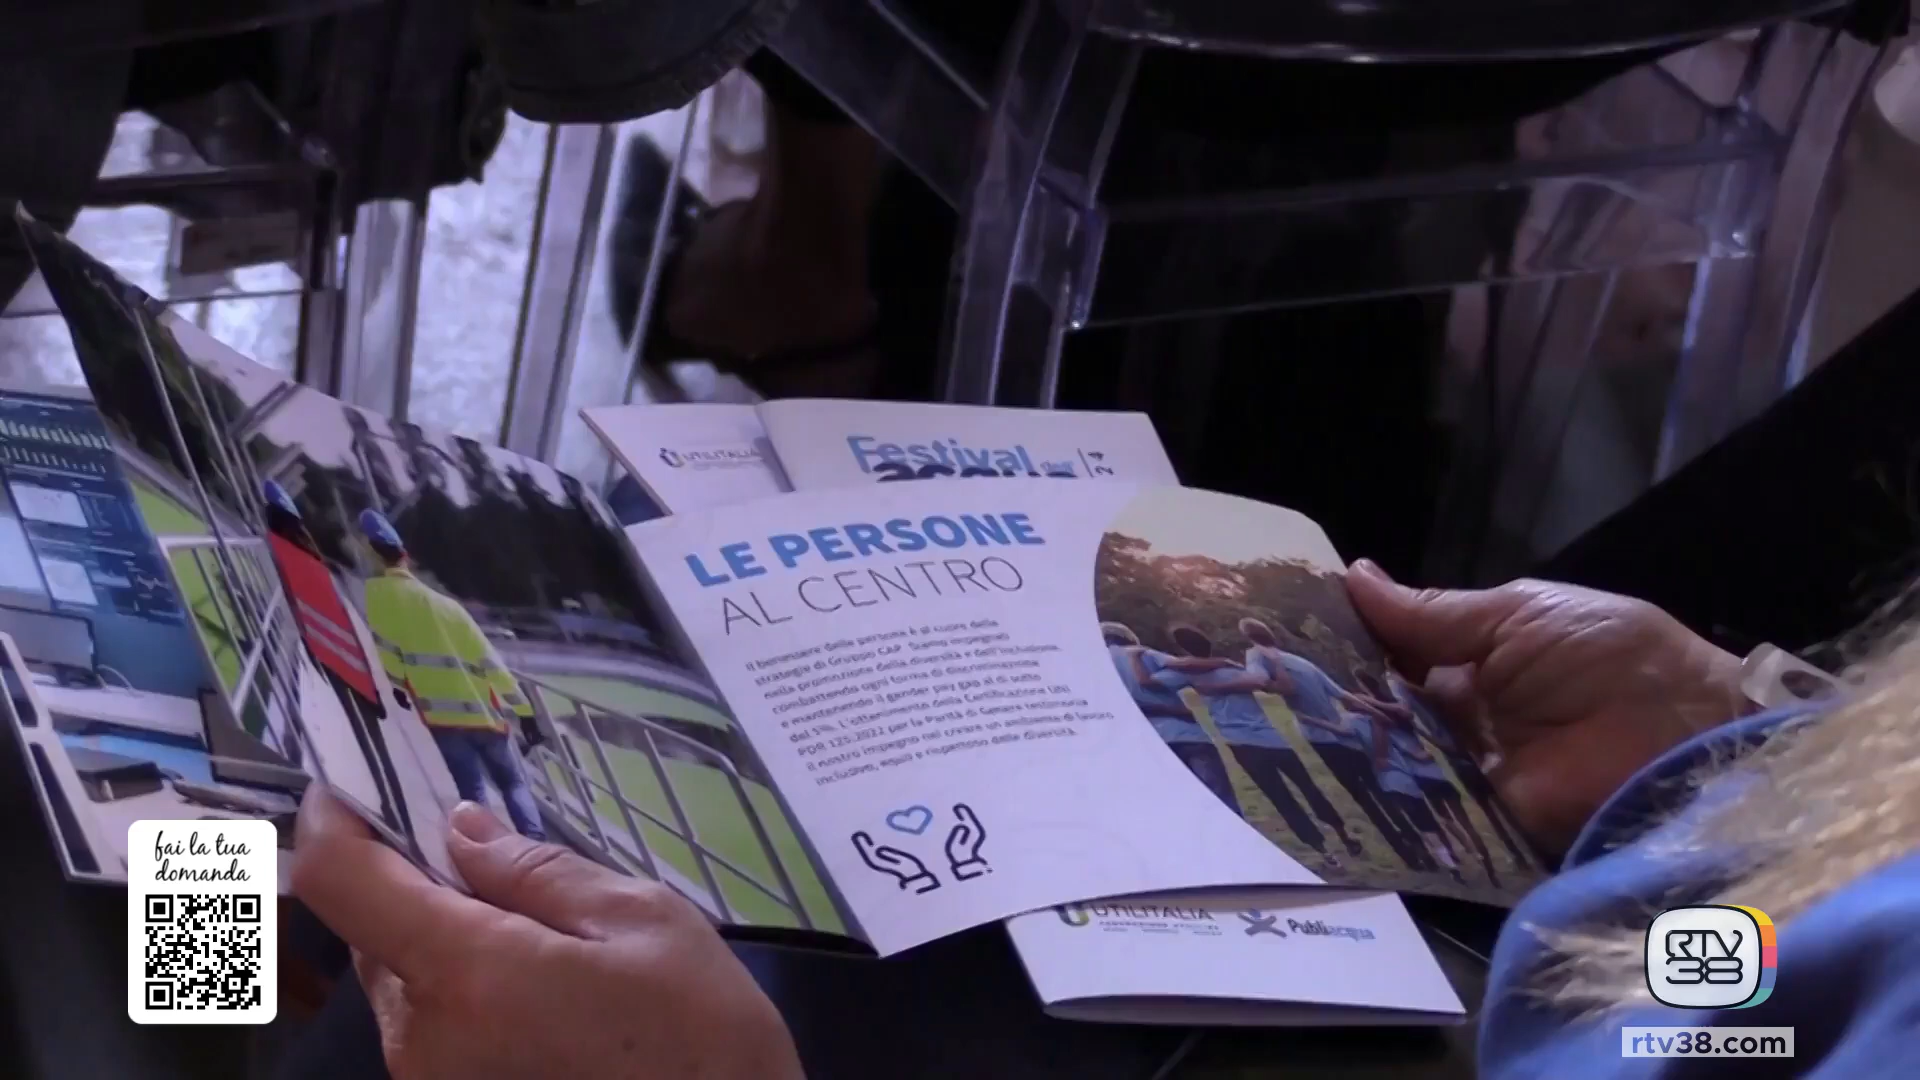 UTILITALIA
Festival
LE PERSONE
AL CENTRO
Il benessere delle persone è al cuore della
strategie di Gruppo CAP. Siamo impegnati
nella promozione della diversità e dell'inclusione,
combattendo ogni forma di discriminazione
e mantenendo il gender pay gap al di sotto
del 5%. L'ottenimento della Certificazione UNI
PDR 125:2022 per la Parità di Genere testimonia
il nostro impegno nel creare un ambiente di lavoro
inclusivo, equo e rispettoso delle diversità.
UTILITALIA
Publiacqua
fai la tua
domanda
RTV
38
rtv38.com